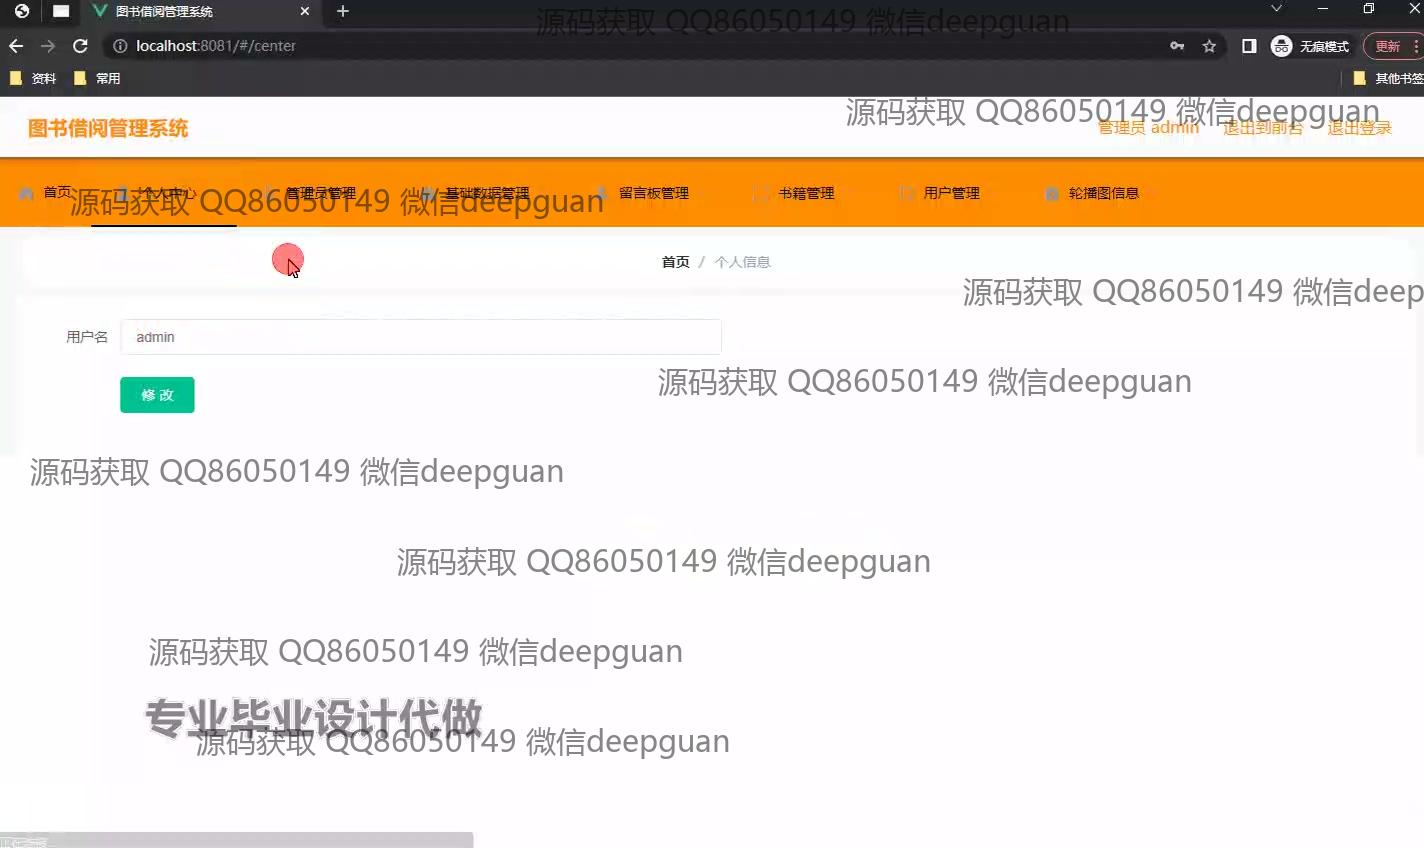 图书借阅管理系统
源码获取 QQ86050149 微信deepguan
localhost:8081/#/center
无痕模式
更新
资料
常用
其他书签
源码获取 QQ86050149 微信deepguan
图书借阅管理系统
管理员 admin
退出到前台
退出登录
首页
个人中心
管理员管理
基础数据管理
留言板管理
书籍管理
用户管理
轮播图信息
源码获取 QQ86050149 微信deepguan
首页 / 个人信息
源码获取 QQ86050149 微信deep
用户名
admin
源码获取 QQ86050149 微信deepguan
修 改
源码获取 QQ86050149 微信deepguan
源码获取 QQ86050149 微信deepguan
源码获取 QQ86050149 微信deepguan
专业毕业设计代做
源码获取 QQ86050149 微信deepguan